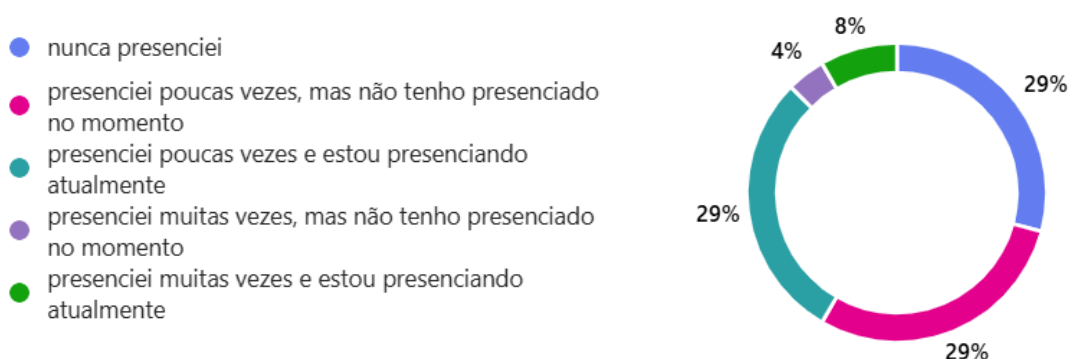 nunca presenciei
presenciei poucas vezes, mas não tenho presenciado
no momento
presenciei poucas vezes e estou presenciando
atualmente
presenciei muitas vezes, mas não tenho presenciado
no momento
presenciei muitas vezes e estou presenciando
atualmente
8%
4%
29%
29%
29%